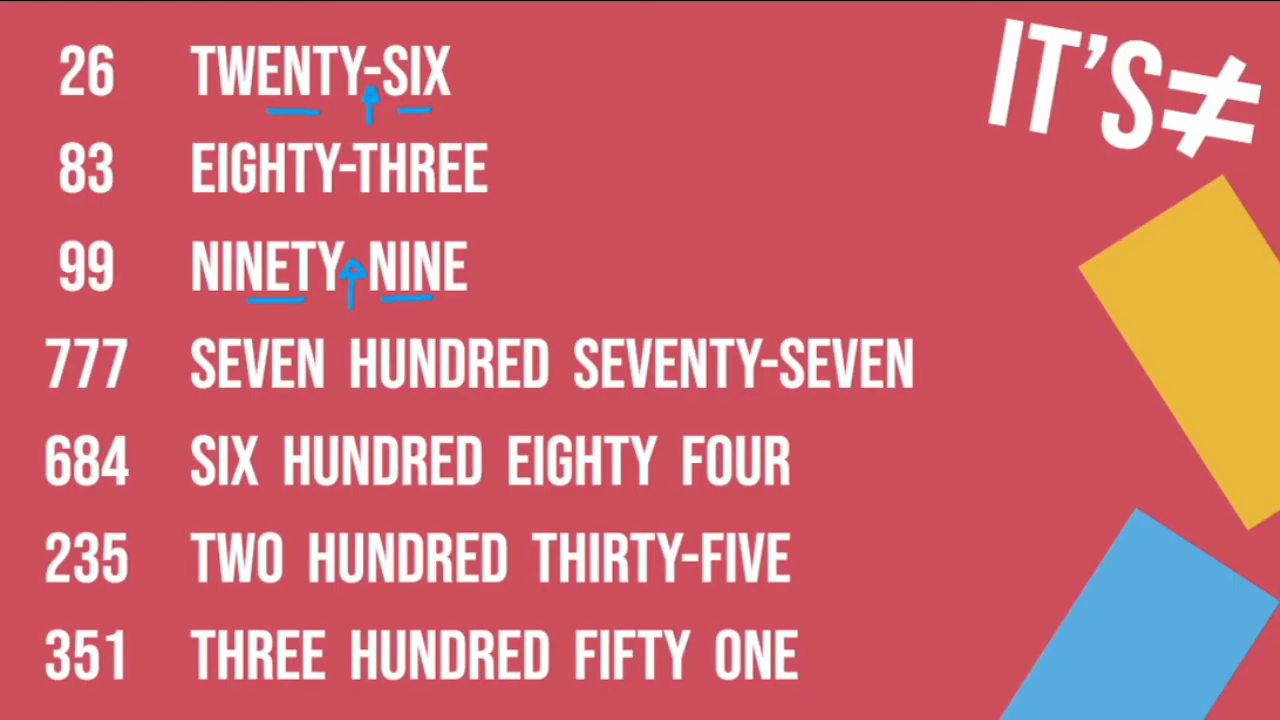 26 TWENTY-SIX
IT'S≠
83 EIGHTY-THREE
99 NINETY NINE
777 SEVEN HUNDRED SEVENTY-SEVEN
684 SIX HUNDRED EIGHTY FOUR
235 TWO HUNDRED THIRTY-FIVE
351 THREE HUNDRED FIFTY ONE